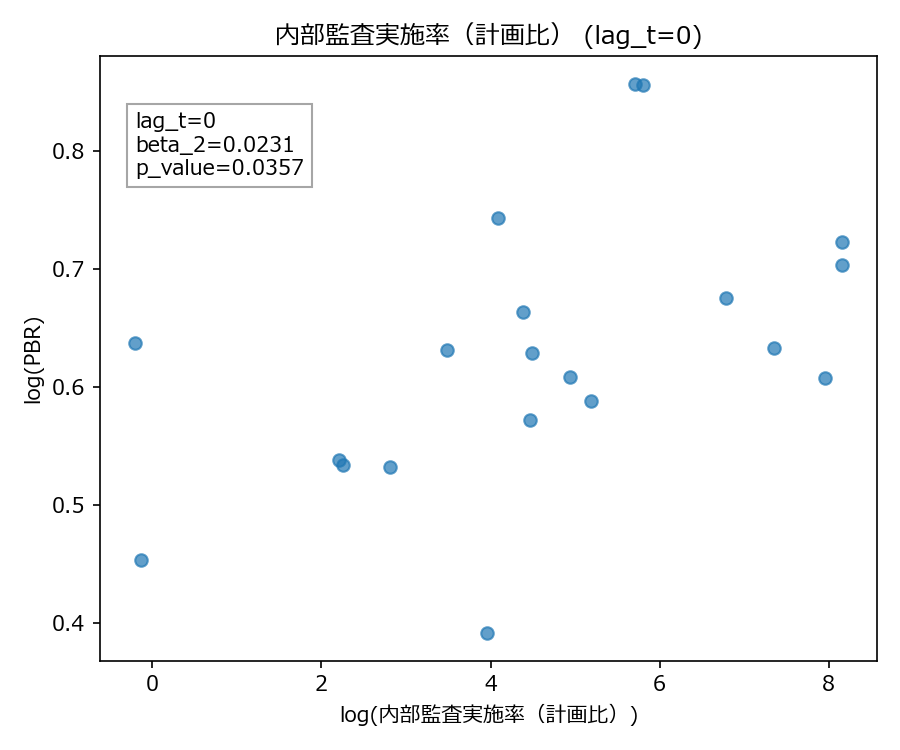 内部監査実施率（計画比） (lag_t=0)
lag_t=0
beta_2=0.0231
p_value=0.0357
log(PBR)
0.8
0.7
0.6
0.5
0.4
0 2 4 6 8
log(内部監査実施率（計画比）)